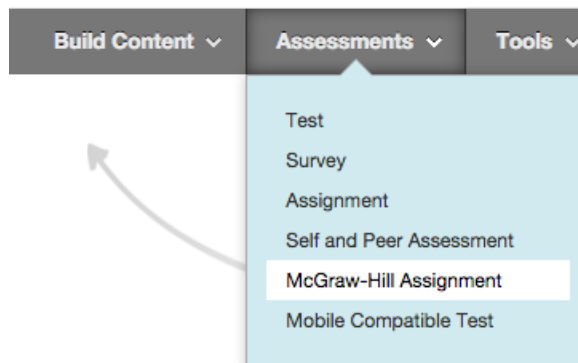 Build Content Assessments Tools
Test
Survey
Assignment
Self and Peer Assessment
McGraw-Hill Assignment
Mobile Compatible Test